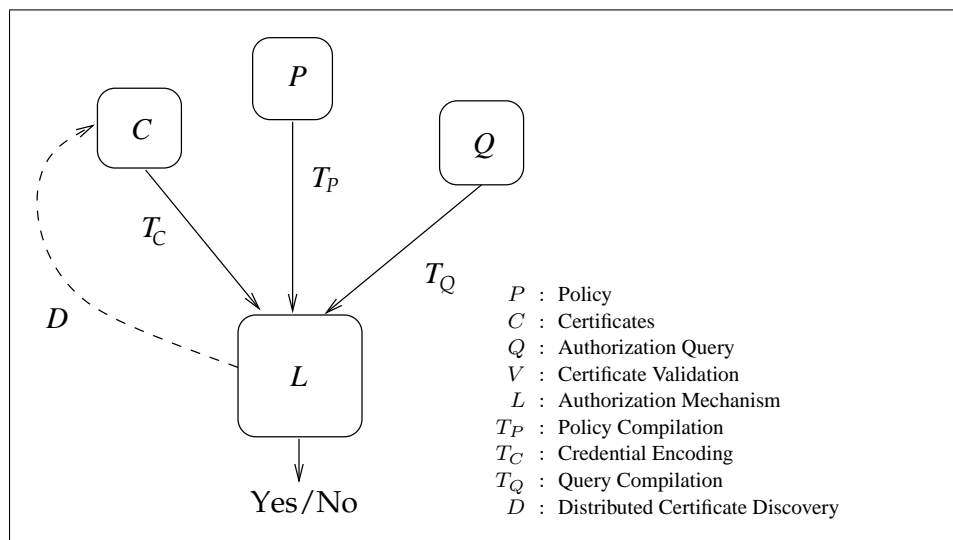 P
C
Q
T_P
T_C
T_Q
D
L
Yes/No
P : Policy
C : Certificates
Q : Authorization Query
V : Certificate Validation
L : Authorization Mechanism
T_P : Policy Compilation
T_C : Credential Encoding
T_Q : Query Compilation
D : Distributed Certificate Discovery